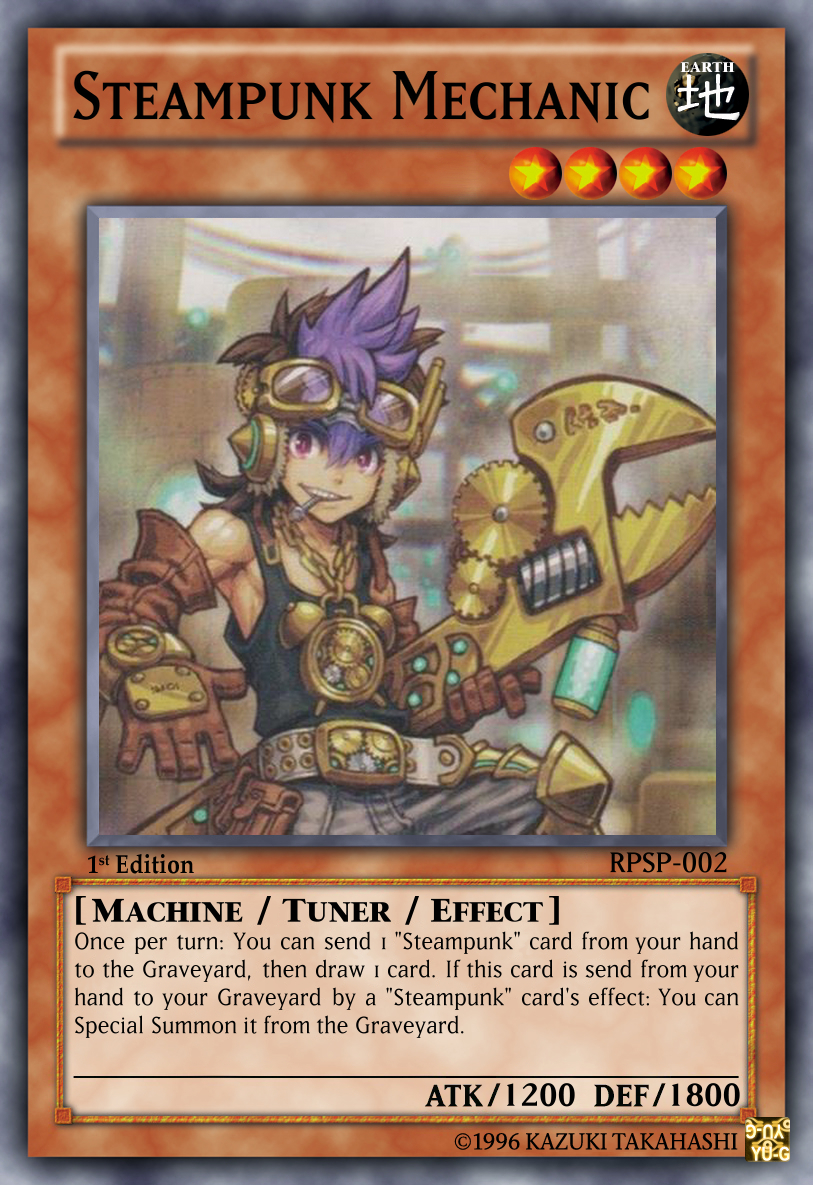 STEAMPUNK MECHANIC
EARTH
地
1st Edition
RPSP-002
[ MACHINE / TUNER / EFFECT ]
Once per turn: You can send 1 "Steampunk" card from your hand
to the Graveyard, then draw 1 card. If this card is send from your
hand to your Graveyard by a "Steampunk" card's effect: You can
Special Summon it from the Graveyard.
ATK/1200 DEF/1800
©1996 KAZUKI TAKAHASHI